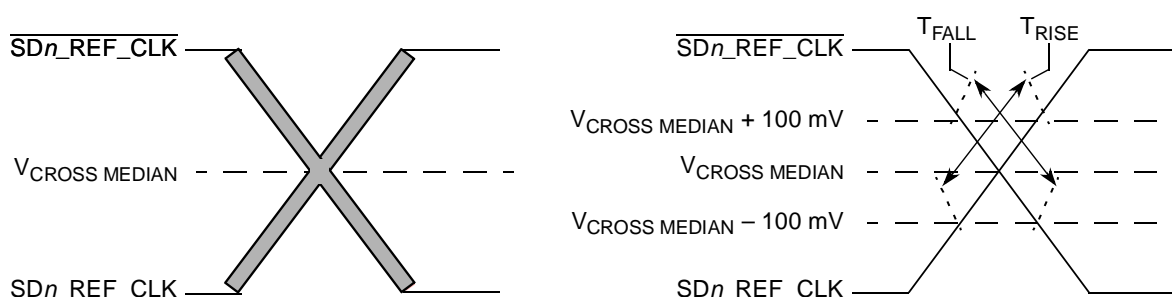 SDn_REF_CLK
V CROSS MEDIAN
SDn_REF_CLK
SDn_REF_CLK
T FALL
T RISE
V CROSS MEDIAN + 100 mV
V CROSS MEDIAN
V CROSS MEDIAN – 100 mV
SDn_REF_CLK